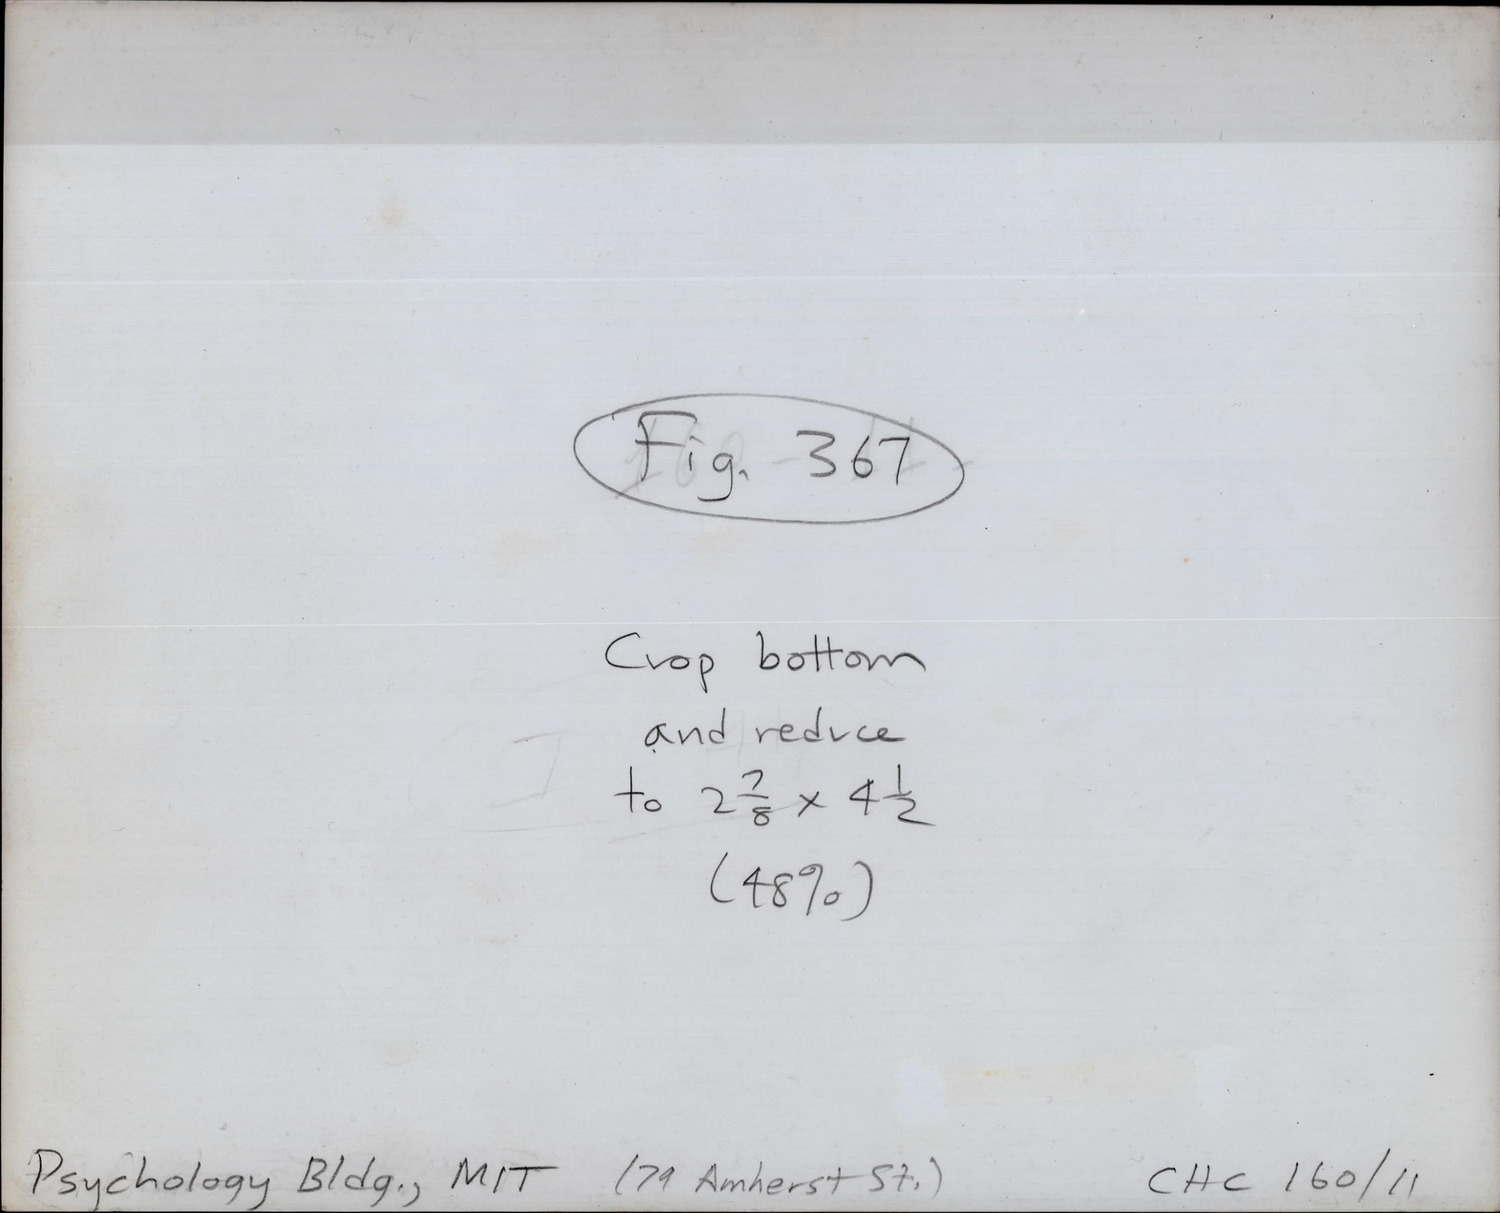 Fig. 367
Crop bottom
and reduce
to 2 7/8 x 4 1/2
(48%)
Psychology Bldg., MIT (79 Amherst St.) CHC 160/11